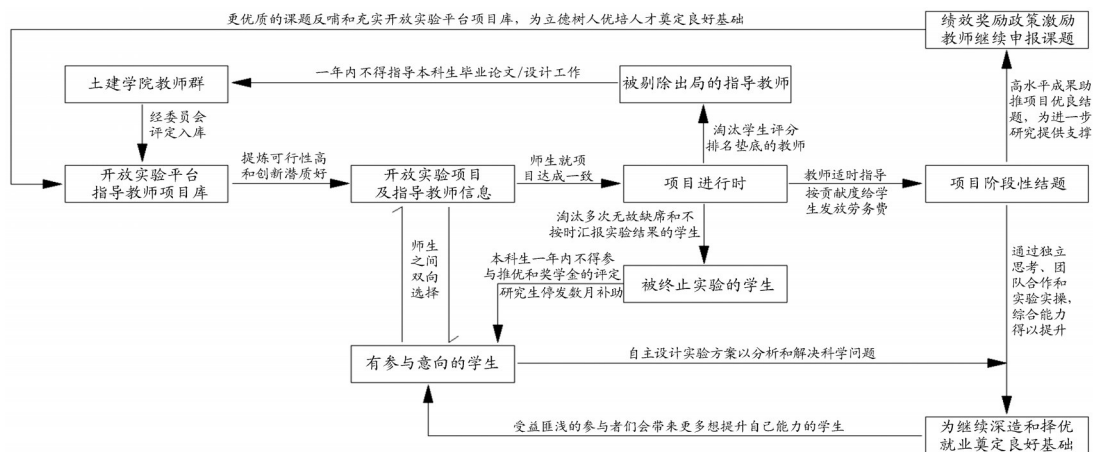 更优质的课题反哺和充实开放实验平台项目库，为立德树人优培人才奠定良好基础
绩效奖励政策激励
教师继续申报课题
土建学院教师群
一年内不得指导本科生毕业论文/设计工作
被剔除出局的指导教师
高水平成果助
推项目优良结
题，为进一步
研究提供支撑
经委员会
评定入库
淘汰学生评分
排名垫底的教师
开放实验平台
指导教师项目库
提炼可行性高
和创新潜质好
开放实验项目
及指导教师信息
师生就项
目达成一致
项目进行时
教师适时指导
按贡献度给学
生发放劳务费
项目阶段性结题
淘汰多次无故缺席和不
按时汇报实验结果的学生
师生
之间
双向
选择
本科生一年内不得参
与推优和奖学金的评定
研究生停发数月补助
被终止实验的学生
通过独立
思考、团
队合作和
实验实操，
综合能力
得以提升
有参与意向的学生
自主设计实验方案以分析和解决科学问题
受益匪浅的参与者们会带来更多想提升自己能力的学生
为继续深造和择优
就业奠定良好基础